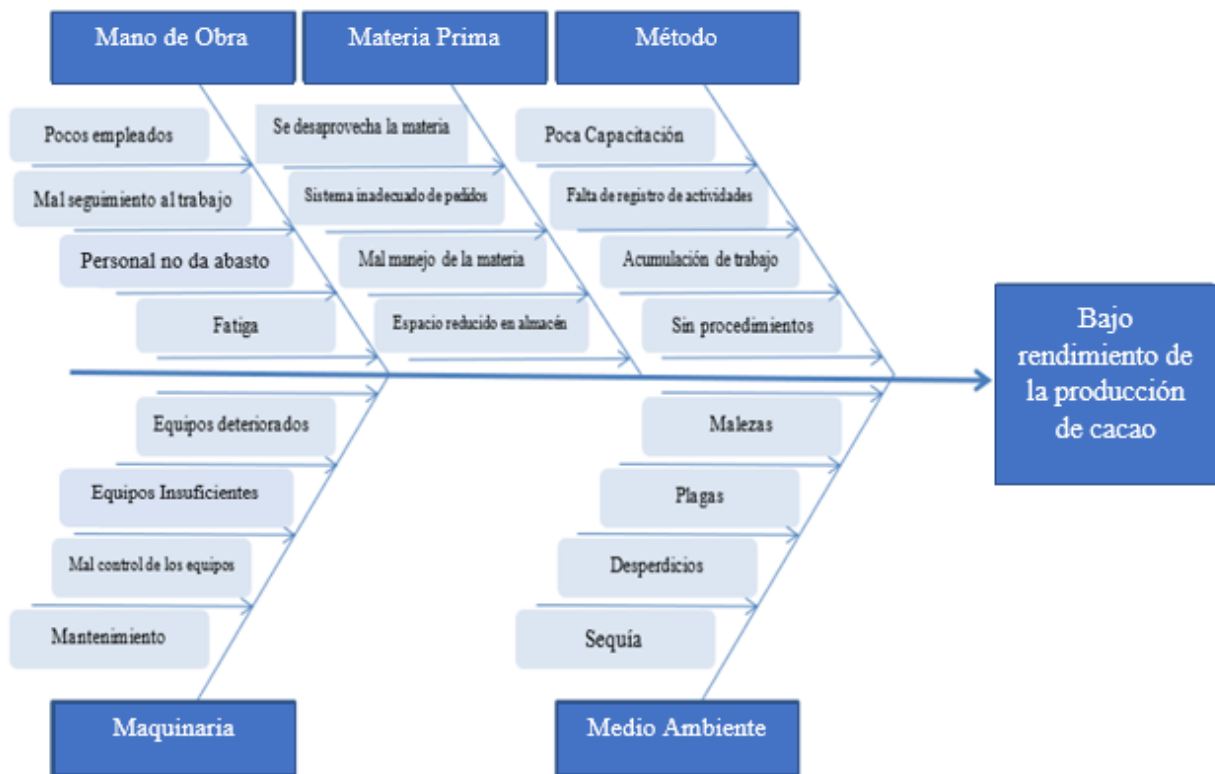 Mano de Obra
Materia Prima
Método
Pocos empleados
Mal seguimiento al trabajo
Personal no da abasto
Fatiga
Se desaprovecha la materia
Sistema inadecuado de pedidos
Mal manejo de la materia
Espacio reducido en almacén
Poca Capacitación
Falta de registro de actividades
Acumulación de trabajo
Sin procedimientos
Bajo
rendimiento de
la producción
de cacao
Equipos deteriorados
Equipos Insuficientes
Mal control de los equipos
Mantenimiento
Malezas
Plagas
Desperdicios
Sequía
Maquinaria
Medio Ambiente